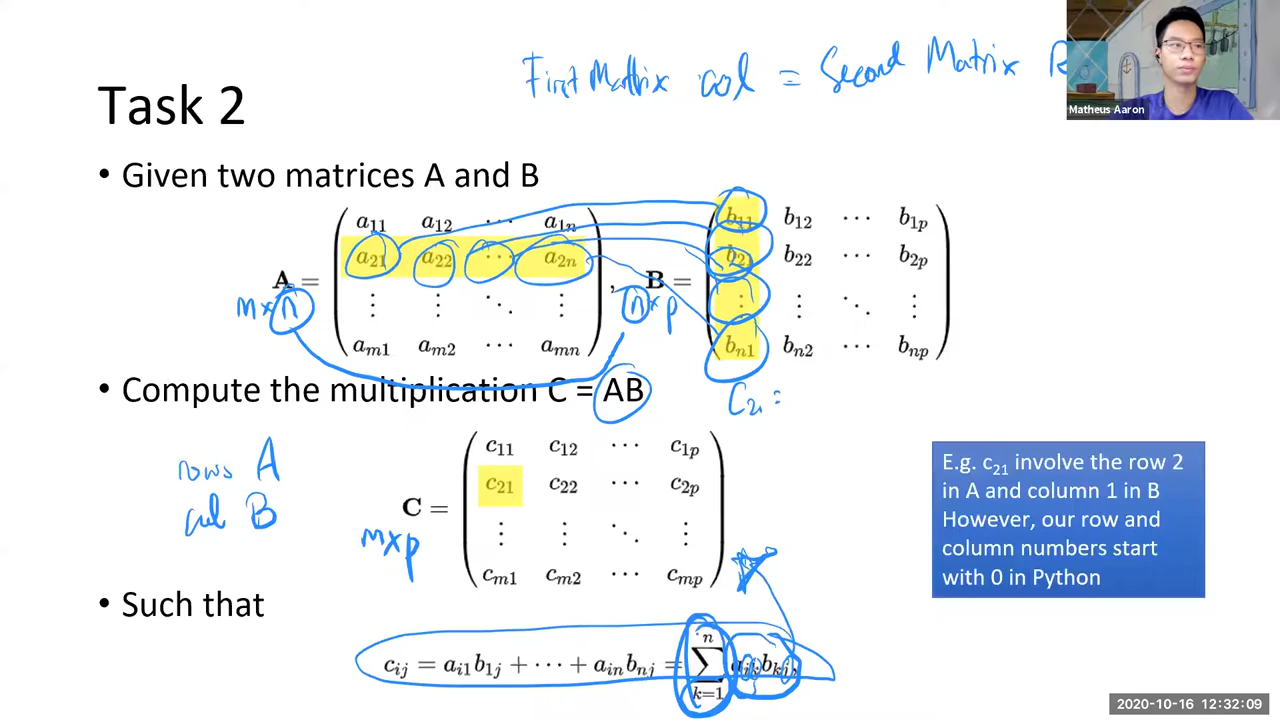 First Matrix col = Second Matrix R
Matheus Aaron
Task 2
• Given two matrices A and B
A = ( a11 a12 ⋯ a1n
a21 a22 ⋯ a2n
⋮ ⋮ ⋱ ⋮
am1 am2 ⋯ amn ) ,
m×n
B = ( b11 b12 ⋯ b1p
b21 b22 ⋯ b2p
⋮ ⋮ ⋱ ⋮
bn1 bn2 ⋯ bnp )
n×p
• Compute the multiplication C = AB
C21 =
rows A
col B
C = ( c11 c12 ⋯ c1p
c21 c22 ⋯ c2p
⋮ ⋮ ⋱ ⋮
cm1 cm2 ⋯ cmp )
m×p
E.g. c21 involve the row 2
in A and column 1 in B
However, our row and
column numbers start
with 0 in Python
• Such that
cij = ai1b1j + ⋯ + ainbnj = ∑ k=1 n aikbkj,
2020-10-16 12:32:09